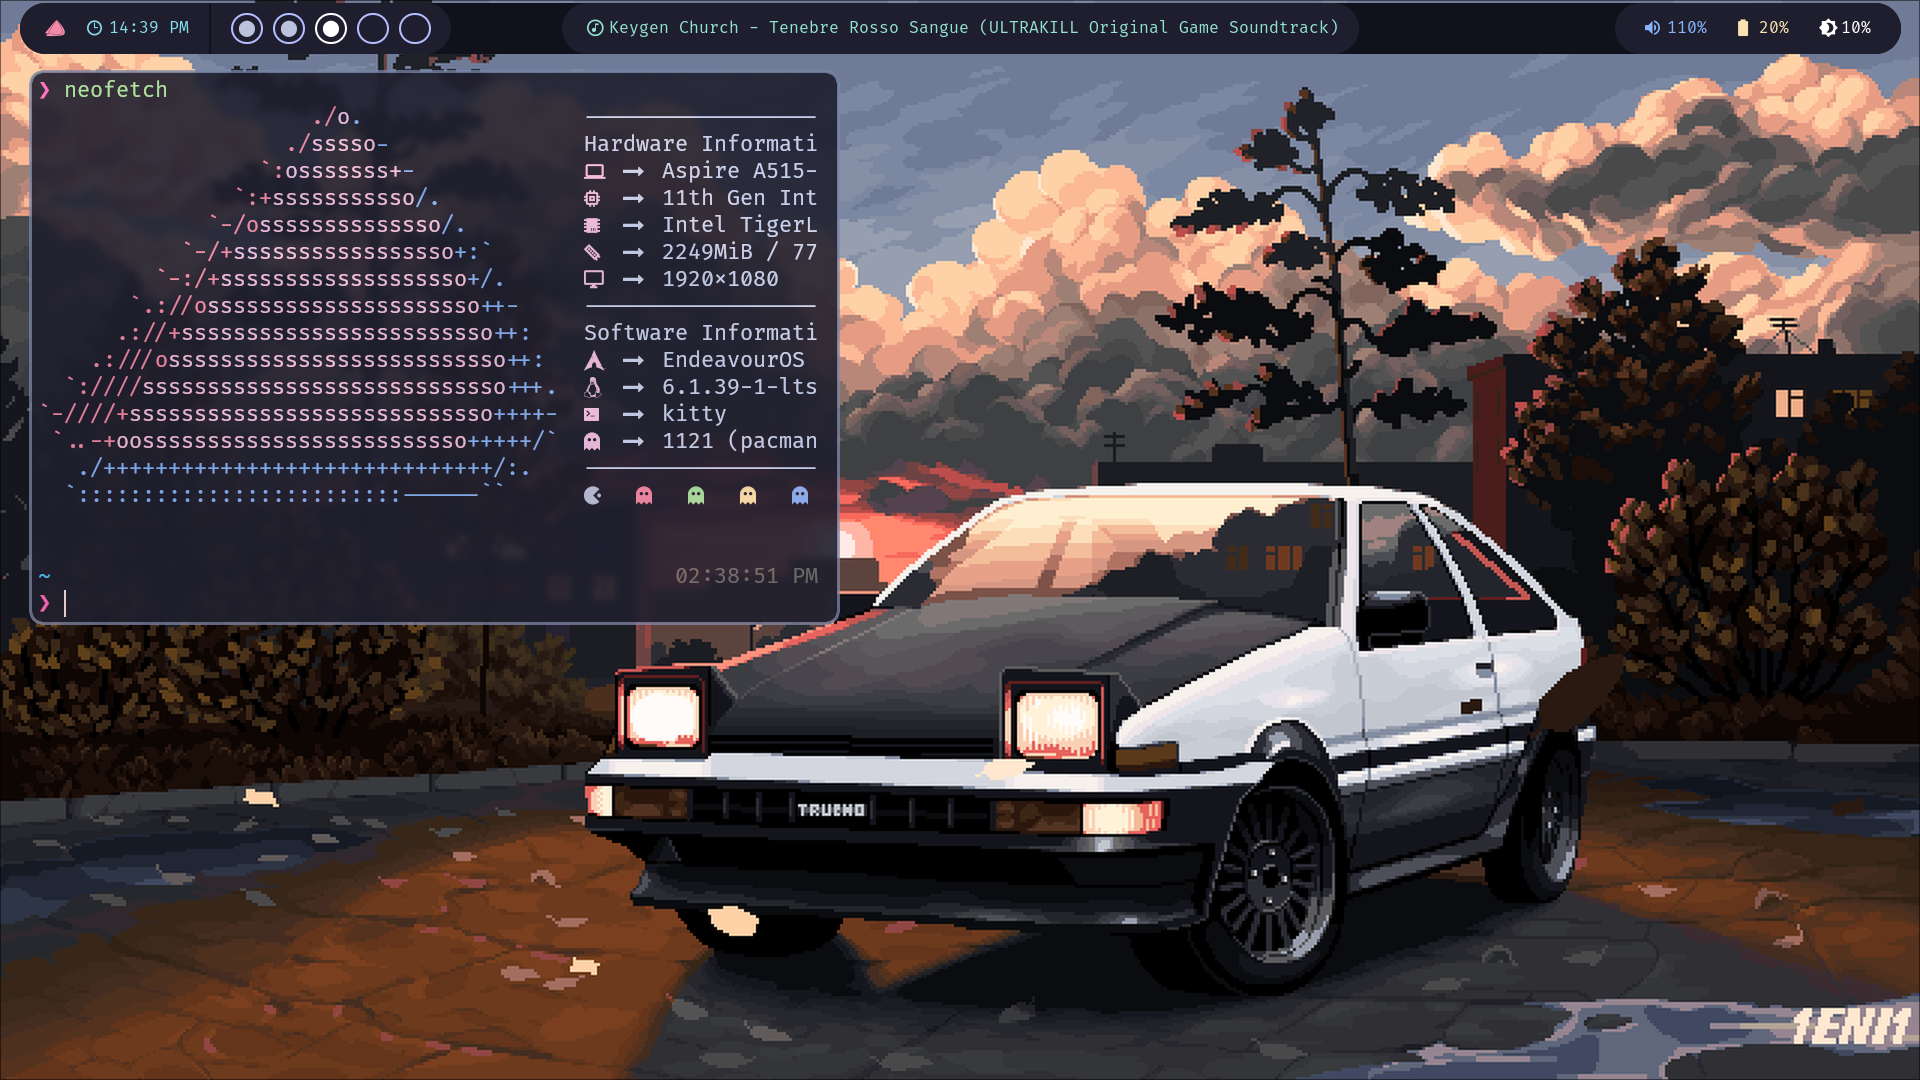 14:39 PM
Keygen Church - Tenebre Rosso Sangue (ULTRAKILL Original Game Soundtrack)
110%
20%
10%
❯ neofetch
./o.
./sssso-
`:osssssss+-
`:+sssssssssso/.
`-/ossssssssssssso/.
`-/+sssssssssssssssso+:`
`-:/+sssssssssssssssssso+/.
`.://osssssssssssssssssssso++-
.://+ssssssssssssssssssssssso++:
.:///ossssssssssssssssssssssssso++:
`:////ssssssssssssssssssssssssssso+++.
`-////+ssssssssssssssssssssssssssso++++-
`..-+oosssssssssssssssssssssssso+++++/`
./++++++++++++++++++++++++++++++/:.
`:::::::::::::::::::::::::------``
Hardware Informati
Aspire A515-
11th Gen Int
Intel TigerL
2249MiB / 77
1920×1080
Software Informati
EndeavourOS
6.1.39-1-lts
kitty
1121 (pacman
~
02:38:51 PM
❯
TRUENO
1ENI1